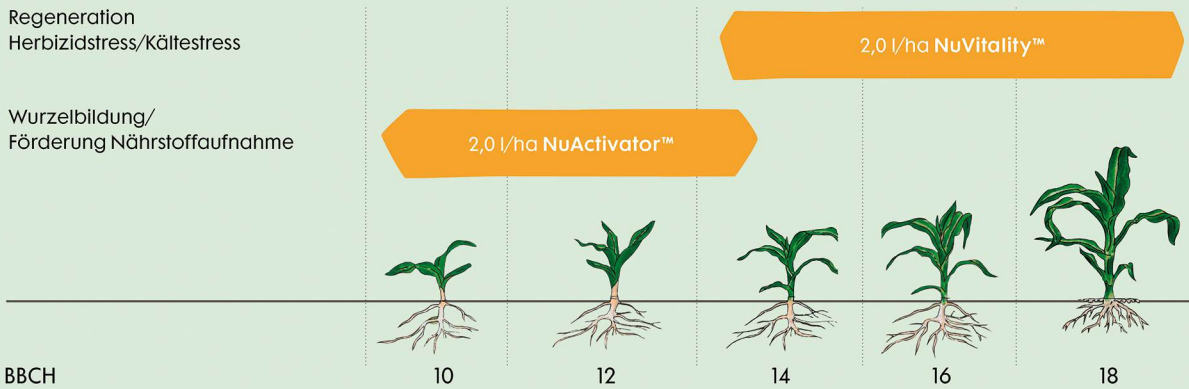 Regeneration
Herbizidstress/Kältestress
2,0 l/ha NuVitality™
Wurzelbildung/
Förderung Nährstoffaufnahme
2,0 l/ha NuActivator™
BBCH 10 12 14 16 18